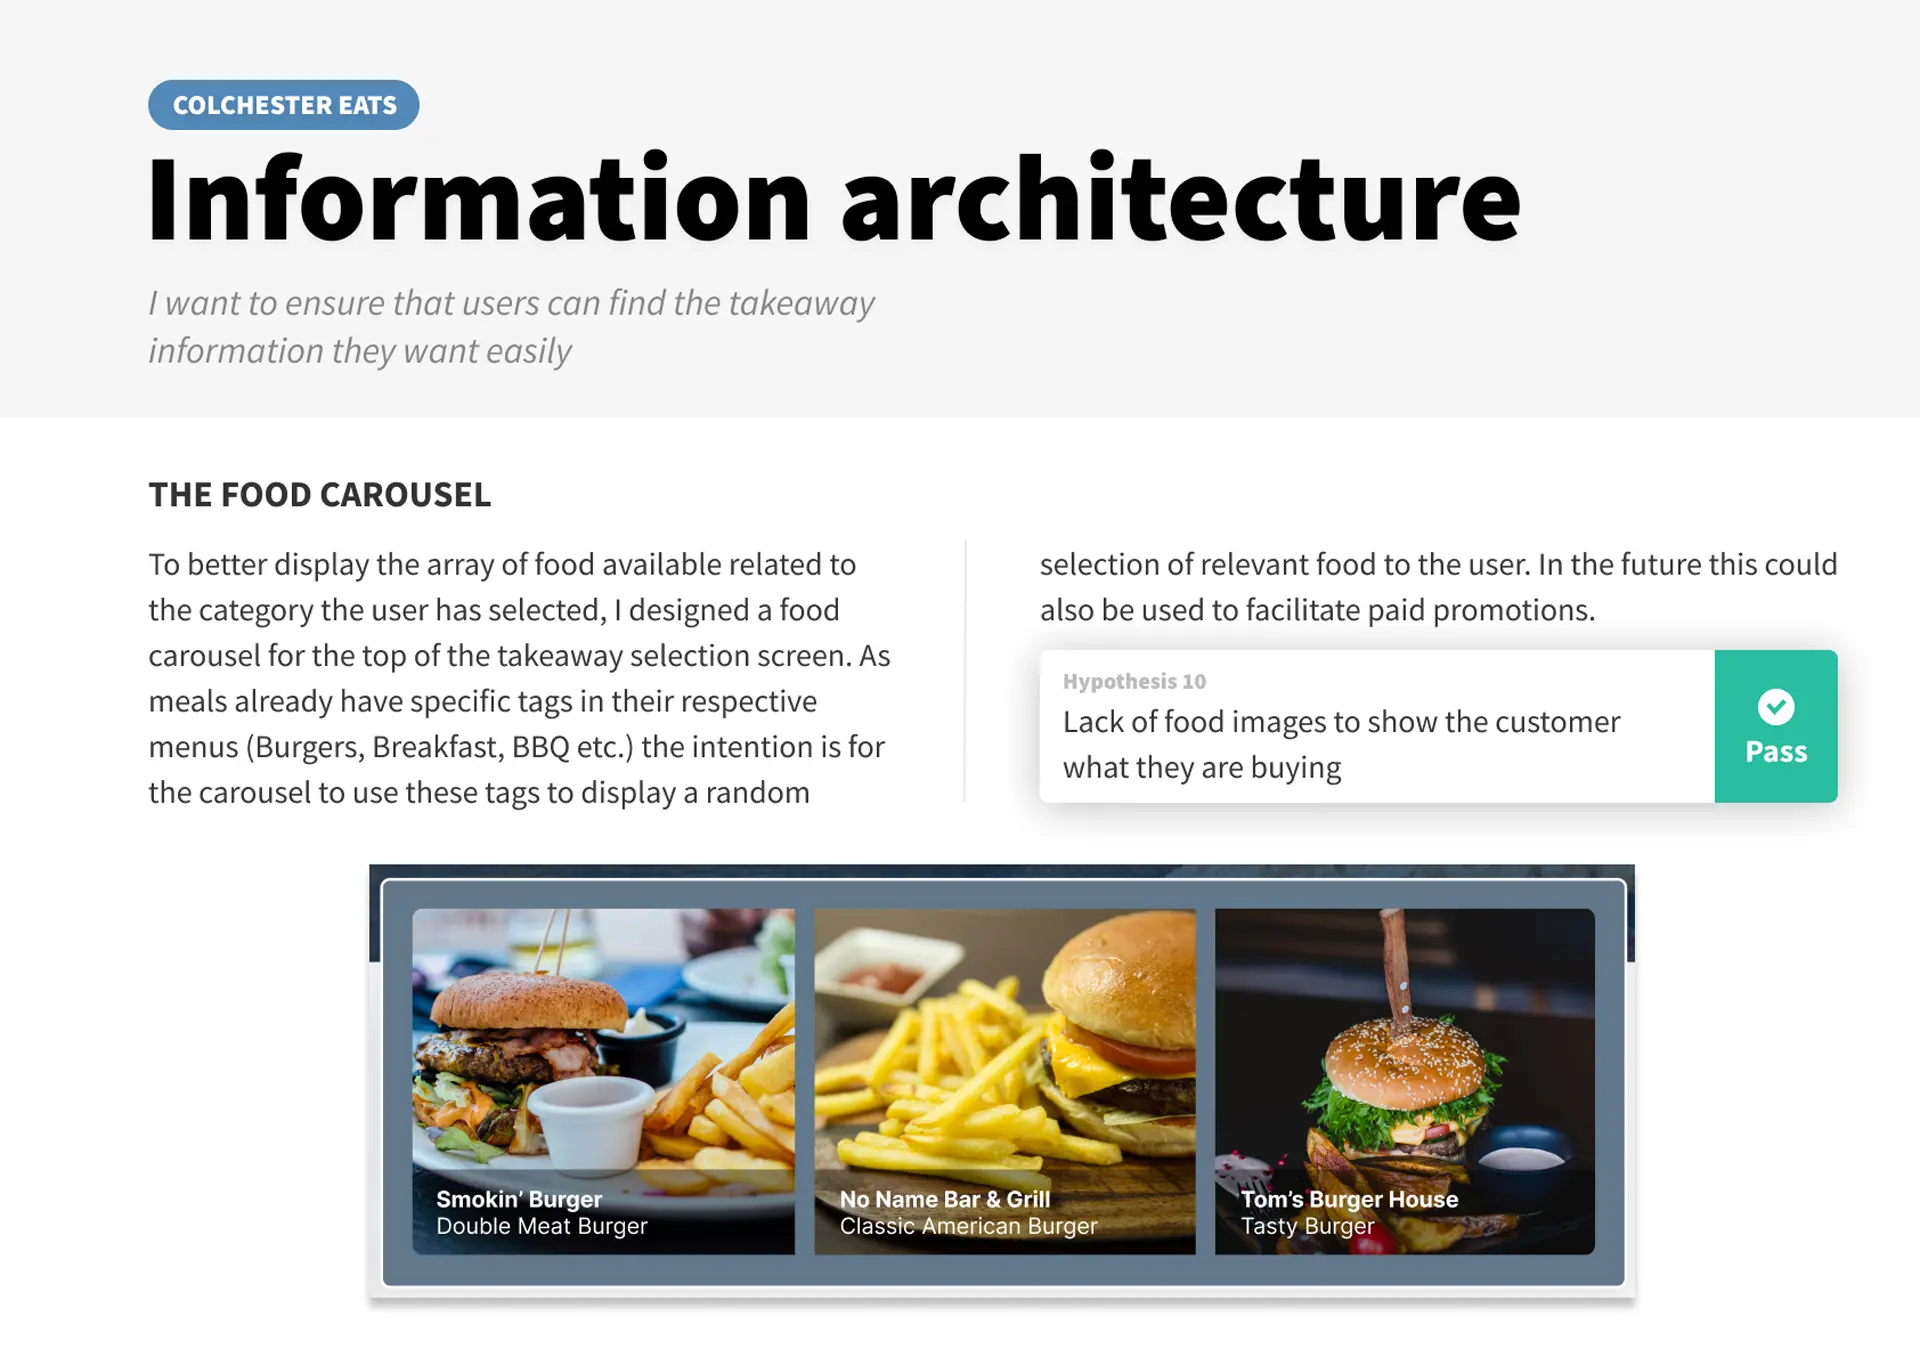 COLCHESTER EATS
Information architecture
I want to ensure that users can find the takeaway
information they want easily
THE FOOD CAROUSEL
To better display the array of food available related to
the category the user has selected, I designed a food
carousel for the top of the takeaway selection screen. As
meals already have specific tags in their respective
menus (Burgers, Breakfast, BBQ etc.) the intention is for
the carousel to use these tags to display a random
selection of relevant food to the user. In the future this could
also be used to facilitate paid promotions.
Hypothesis 10
Lack of food images to show the customer
what they are buying
Pass
Smokin’ Burger
Double Meat Burger
No Name Bar & Grill
Classic American Burger
Tom’s Burger House
Tasty Burger